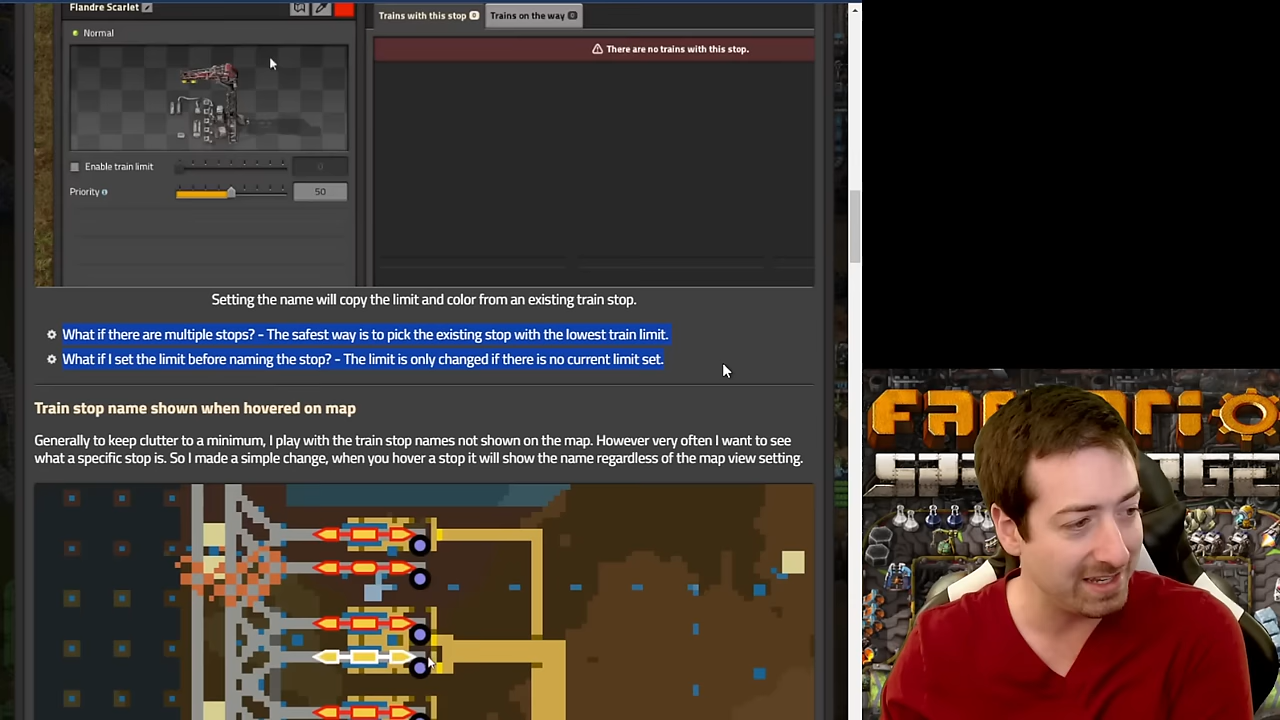 Flandre Scarlet
Trains with this stop 0
Trains on the way 0
Normal
There are no trains with this stop.
Enable train limit
0
Priority
50
Setting the name will copy the limit and color from an existing train stop.
What if there are multiple stops? - The safest way is to pick the existing stop with the lowest train limit.
What if I set the limit before naming the stop? - The limit is only changed if there is no current limit set.
Train stop name shown when hovered on map
Generally to keep clutter to a minimum, I play with the train stop names not shown on the map. However very often I want to see
what a specific stop is. So I made a simple change, when you hover a stop it will show the name regardless of the map view setting.